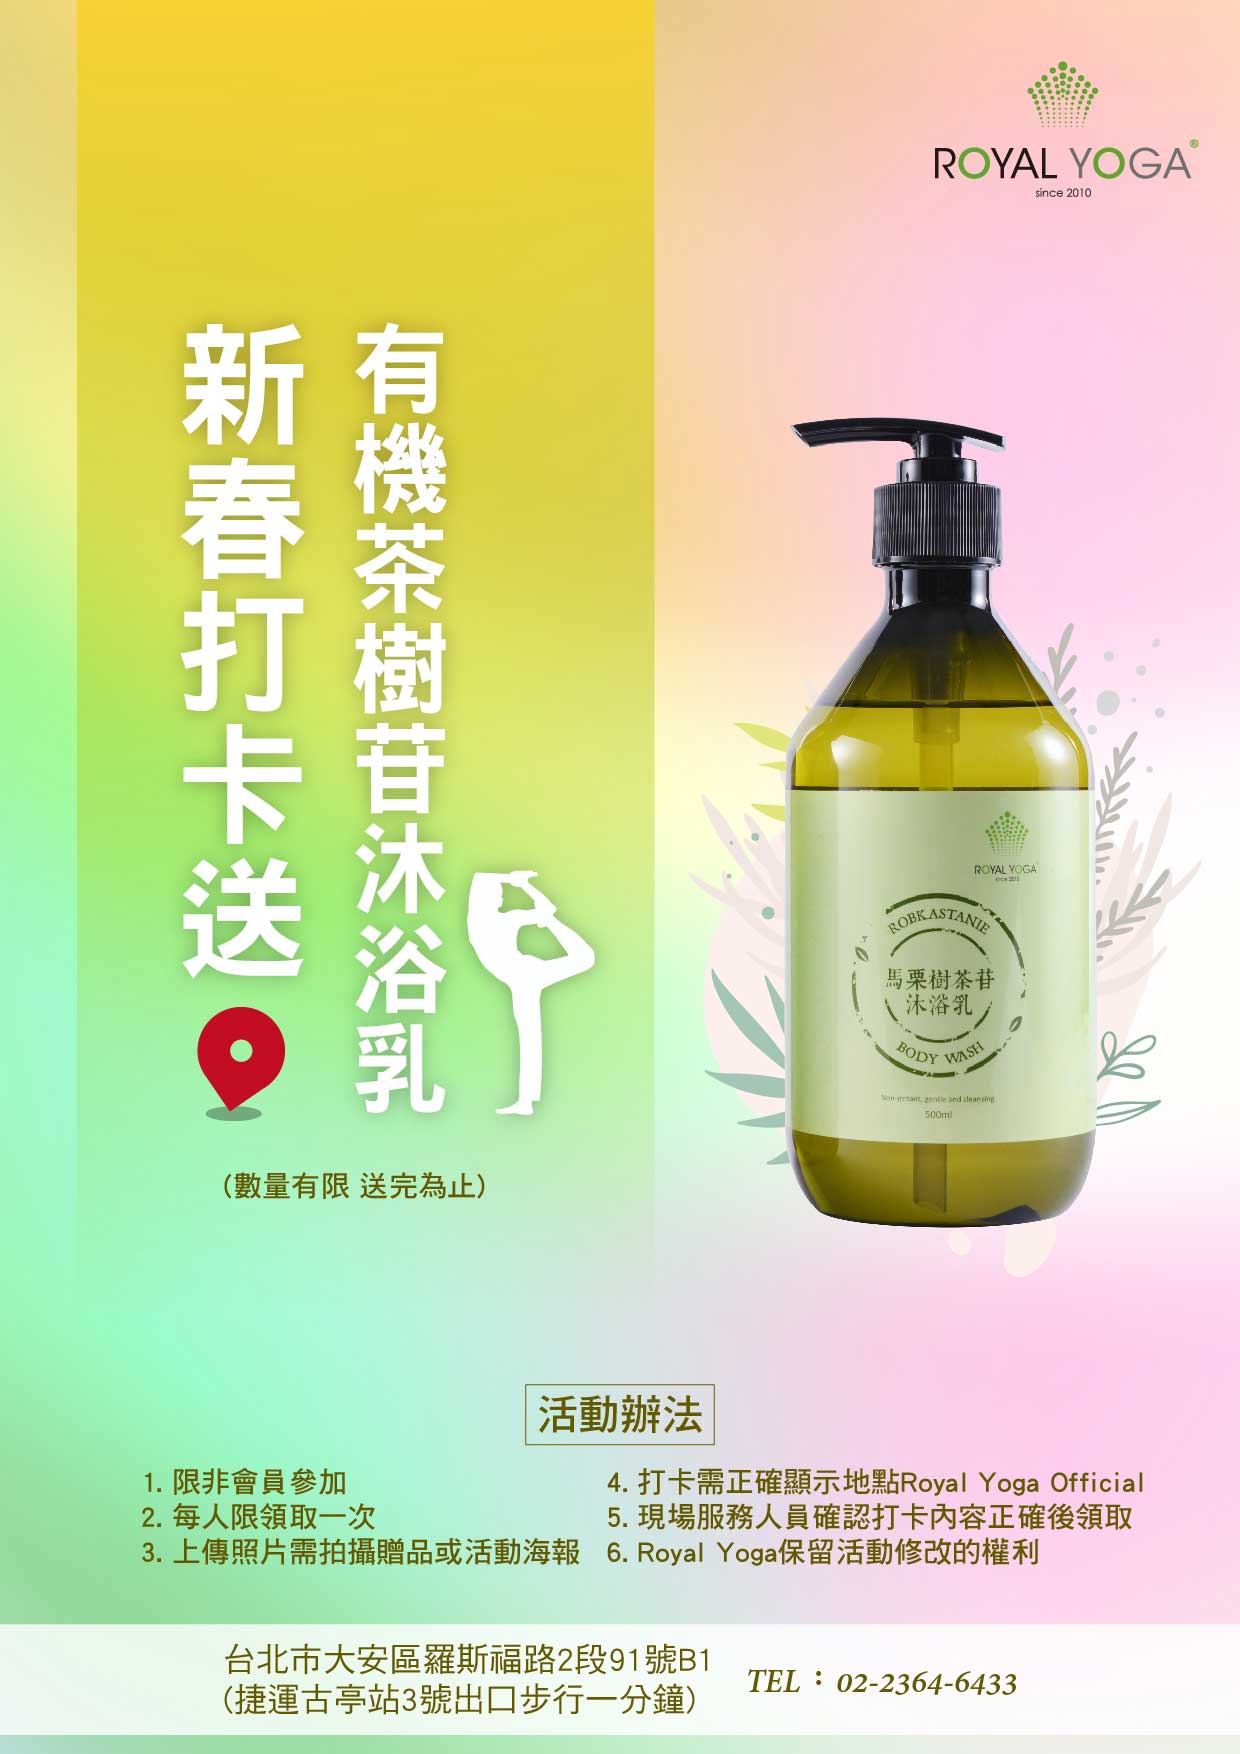 ROYAL YOGA®
since 2010
新春打卡送
有機茶樹苷沐浴乳
(數量有限 送完為止)
ROYAL YOGA
since 2010
ROBKASTANIE
馬栗樹茶苷
沐浴乳
BODY WASH
Non-irritant, gentle and cleansing
500ml
活動辦法
1. 限非會員參加
2. 每人限領取一次
3. 上傳照片需拍攝贈品或活動海報
4. 打卡需正確顯示地點Royal Yoga Official
5. 現場服務人員確認打卡內容正確後領取
6. Royal Yoga保留活動修改的權利
台北市大安區羅斯福路2段91號B1
(捷運古亭站3號出口步行一分鐘)
TEL：02-2364-6433